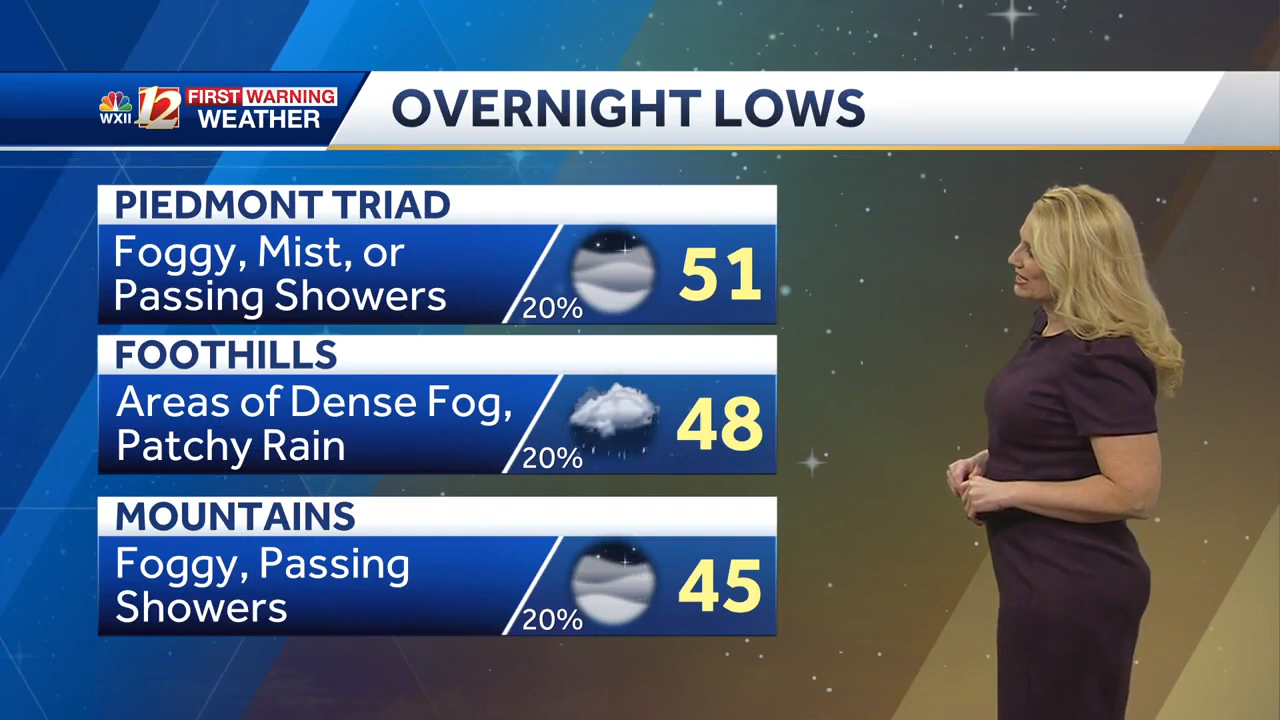 WXII 12 FIRST WARNING WEATHER
OVERNIGHT LOWS
PIEDMONT TRIAD
Foggy, Mist, or
Passing Showers
20%
51
FOOTHILLS
Areas of Dense Fog,
Patchy Rain
20%
48
MOUNTAINS
Foggy, Passing
Showers
20%
45